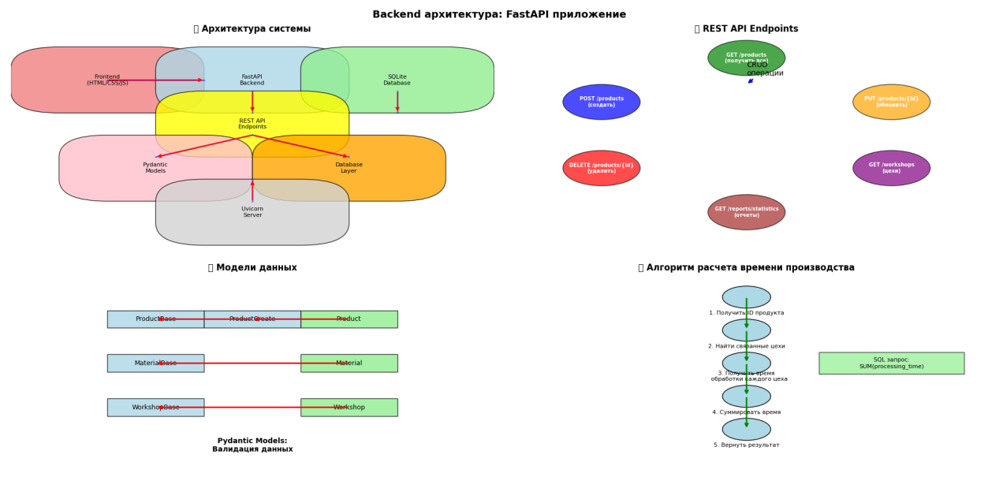 Backend архитектура: FastAPI приложение
Архитектура системы
Frontend
(HTML/CSS/JS)
FastAPI
Backend
SQLite
Database
REST API
Endpoints
Pydantic
Models
Database
Layer
Uvicorn
Server
REST API Endpoints
GET /products
(получить все)
CRUD
операции
POST /products
(создать)
PUT /products/{id}
(обновить)
DELETE /products/{id}
(удалить)
GET /workshops
(цехи)
GET /reports/statistics
(отчеты)
Модели данных
ProductBase
ProductCreate
Product
MaterialBase
Material
WorkshopBase
Workshop
Pydantic Models:
Валидация данных
Алгоритм расчета времени производства
1. Получить ID продукта
2. Найти связанные цехи
3. Получить время
обработки каждого цеха
4. Суммировать время
5. Вернуть результат
SQL запрос:
SUM(processing_time)